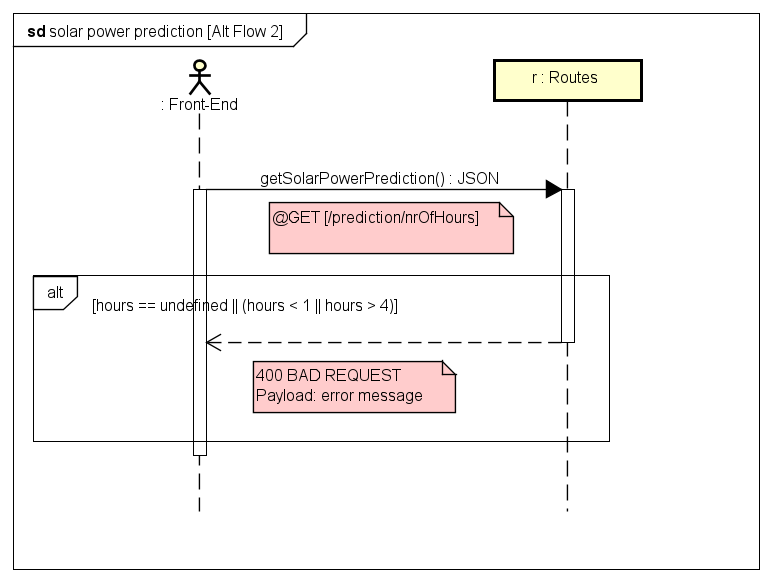 sd solar power prediction [Alt Flow 2]
: Front-End
r : Routes
getSolarPowerPrediction() : JSON
@GET [/prediction/nrOfHours]
alt
[hours == undefined || (hours < 1 || hours > 4)]
400 BAD REQUEST
Payload: error message